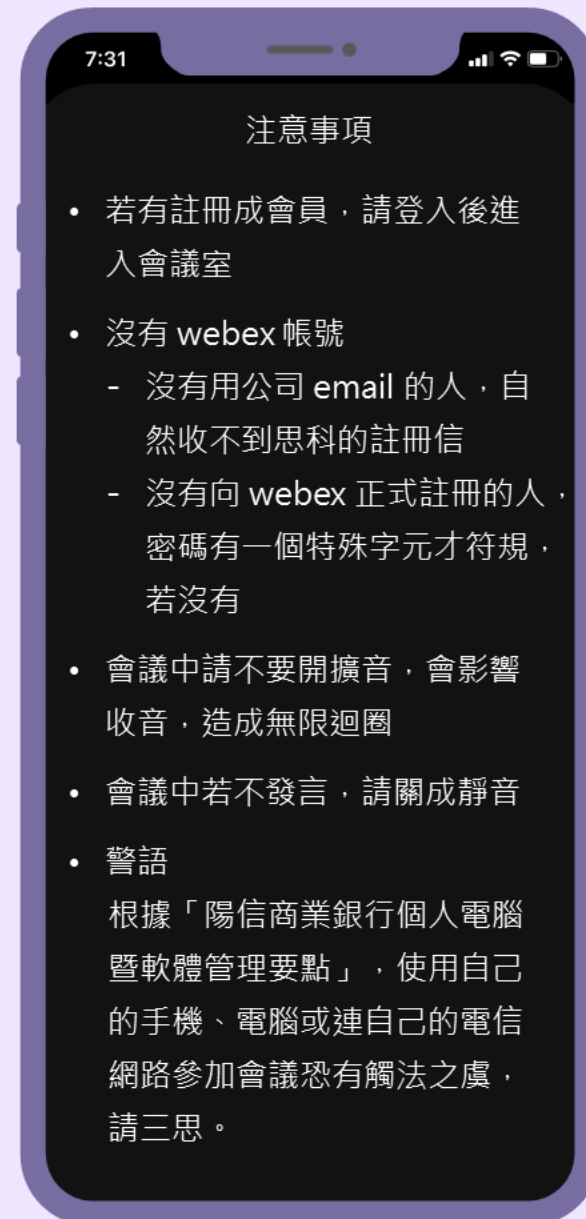 7:31
注意事項
• 若有註冊成會員，請登入後進
入會議室
• 沒有 webex 帳號
- 沒有用公司 email 的人，自
然收不到思科的註冊信
- 沒有向 webex 正式註冊的人，
密碼有一個特殊字元才符規，
若沒有
• 會議中請不要開擴音，會影響
收音，造成無限迴圈
• 會議中若不發言，請關成靜音
• 警語
根據「陽信商業銀行個人電腦
暨軟體管理要點」，使用自己
的手機、電腦或連自己的電信
網路參加會議恐有觸法之虞，
請三思。